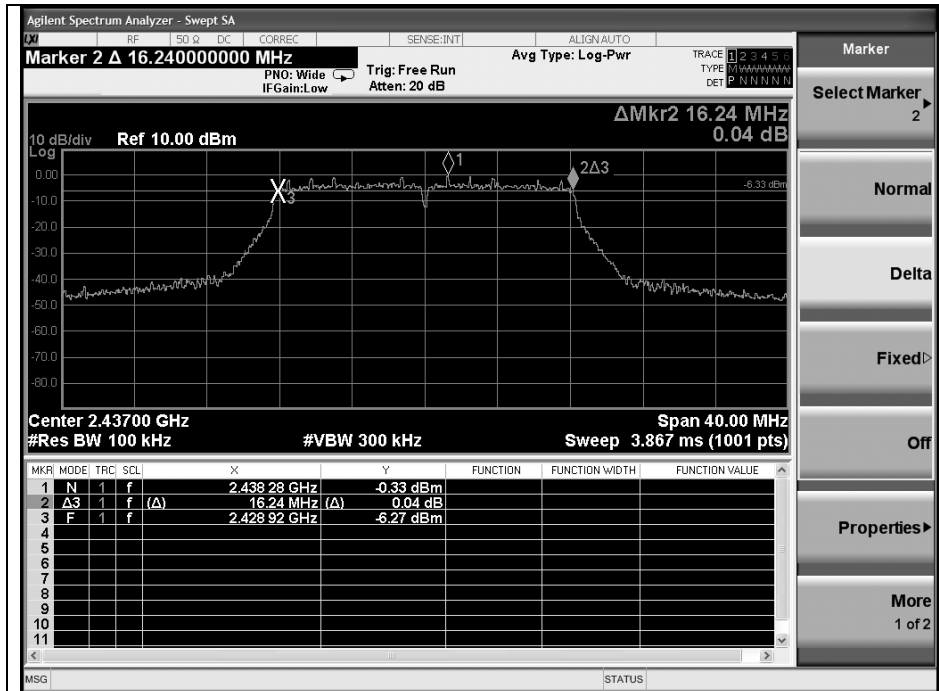 Agilent Spectrum Analyzer - Swept SA
LXI RF 50 Ω DC CORREC SENSE:INT ALIGN AUTO
Marker 2 Δ 16.240000000 MHz
PNO: Wide
IFGain:Low
Trig: Free Run
Atten: 20 dB
Avg Type: Log-Pwr
TRACE 1 2 3 4 5 6
TYPE MWWWWW
DET P N N N N N
ΔMkr2 16.24 MHz
0.04 dB
10 dB/div Ref 10.00 dBm
Log
0.00
-10.0
-20.0
-30.0
-40.0
-50.0
-60.0
-70.0
-80.0
1
2Δ3
3
-6.33 dBm
Center 2.43700 GHz Span 40.00 MHz
#Res BW 100 kHz #VBW 300 kHz Sweep 3.867 ms (1001 pts)
MKR MODE TRC SCL X Y FUNCTION FUNCTION WIDTH FUNCTION VALUE
1 N 1 f 2.438 28 GHz -0.33 dBm
2 Δ3 1 f (Δ) 16.24 MHz (Δ) 0.04 dB
3 F 1 f 2.428 92 GHz -6.27 dBm
4
5
6
7
8
9
10
11
MSG STATUS
Marker
Select Marker
2
Normal
Delta
Fixed
Off
Properties
More
1 of 2